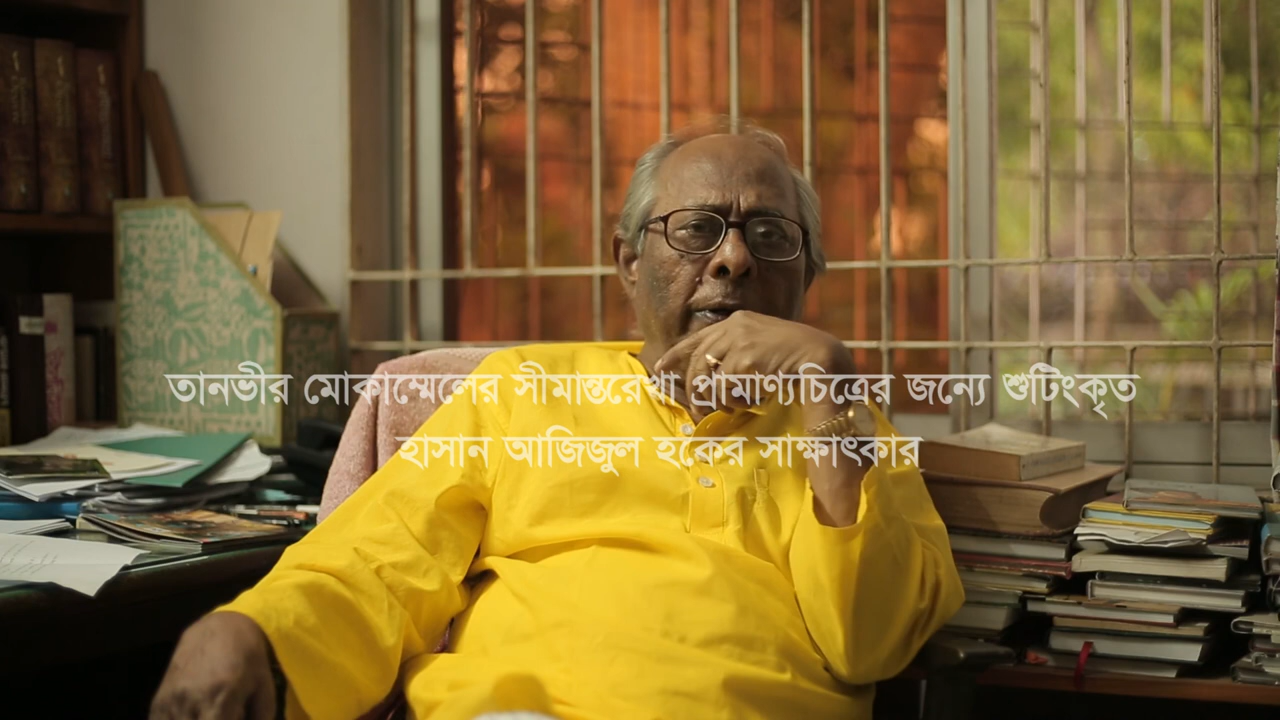 তানভীর মোকাম্মেলের সীমান্তরেখা প্রামাণ্যচিত্রের জন্যে শুটিংকৃত
হাসান আজিজুল হকের সাক্ষাৎকার